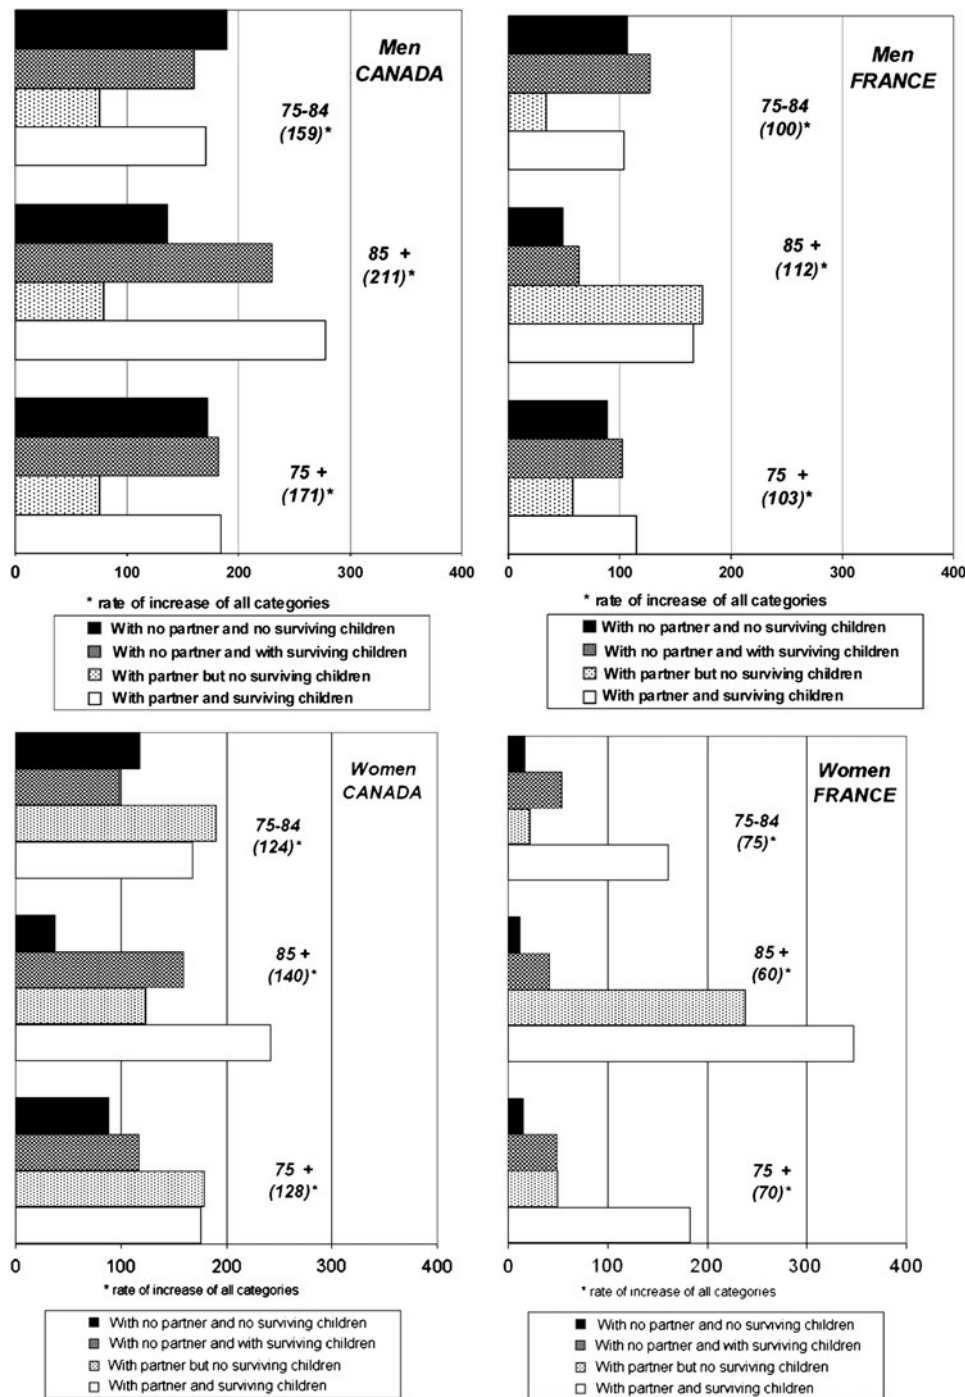 Men
CANADA
75-84
(159)*
85 +
(211)*
75 +
(171)*
0 100 200 300 400
* rate of increase of all categories
With no partner and no surviving children
With no partner and with surviving children
With partner but no surviving children
With partner and surviving children
Men
FRANCE
75-84
(100)*
85 +
(112)*
75 +
(103)*
0 100 200 300 400
* rate of increase of all categories
With no partner and no surviving children
With no partner and with surviving children
With partner but no surviving children
With partner and surviving children
Women
CANADA
75-84
(124)*
85 +
(140)*
75 +
(128)*
0 100 200 300 400
* rate of increase of all categories
With no partner and no surviving children
With no partner and with surviving children
With partner but no surviving children
With partner and surviving children
Women
FRANCE
75-84
(75)*
85 +
(60)*
75 +
(70)*
0 100 200 300 400
* rate of increase of all categories
With no partner and no surviving children
With no partner and with surviving children
With partner but no surviving children
With partner and surviving children